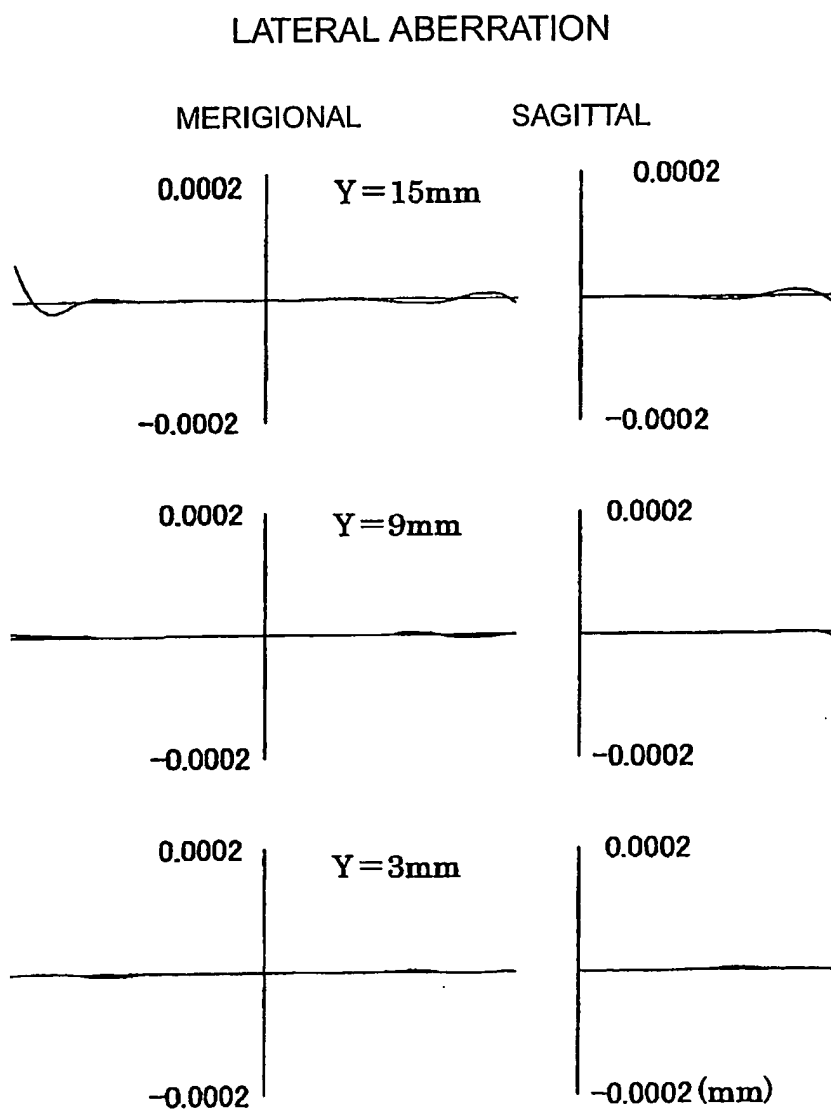 LATERAL ABERRATION
MERIGIONAL SAGITTAL
0.0002 Y=15mm 0.0002
-0.0002 -0.0002
0.0002 Y=9mm 0.0002
-0.0002 -0.0002
0.0002 Y=3mm 0.0002
-0.0002 -0.0002 (mm)